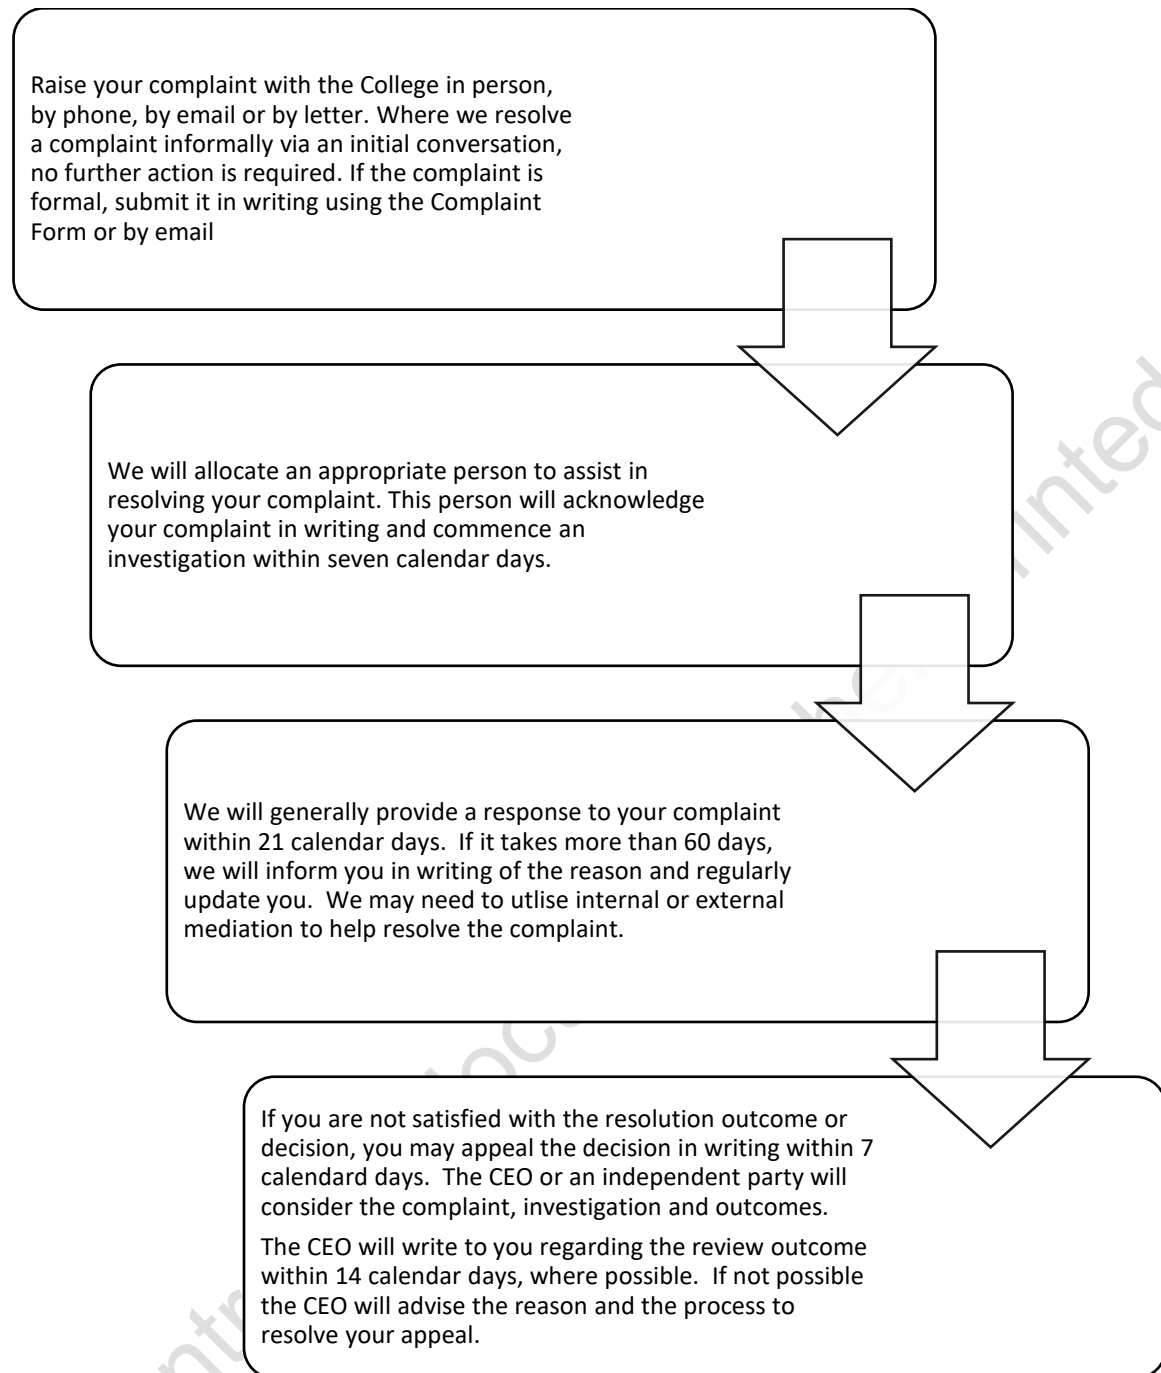 Raise your complaint with the College in person,
by phone, by email or by letter. Where we resolve
a complaint informally via an initial conversation,
no further action is required. If the complaint is
formal, submit it in writing using the Complaint
Form or by email
We will allocate an appropriate person to assist in
resolving your complaint. This person will acknowledge
your complaint in writing and commence an
investigation within seven calendar days.
We will generally provide a response to your complaint
within 21 calendar days.  If it takes more than 60 days,
we will inform you in writing of the reason and regularly
update you.  We may need to utlise internal or external
mediation to help resolve the complaint.
If you are not satisfied with the resolution outcome or
decision, you may appeal the decision in writing within 7
calendard days.  The CEO or an independent party will
consider the complaint, investigation and outcomes.
The CEO will write to you regarding the review outcome
within 14 calendar days, where possible.  If not possible
the CEO will advise the reason and the process to
resolve your appeal.